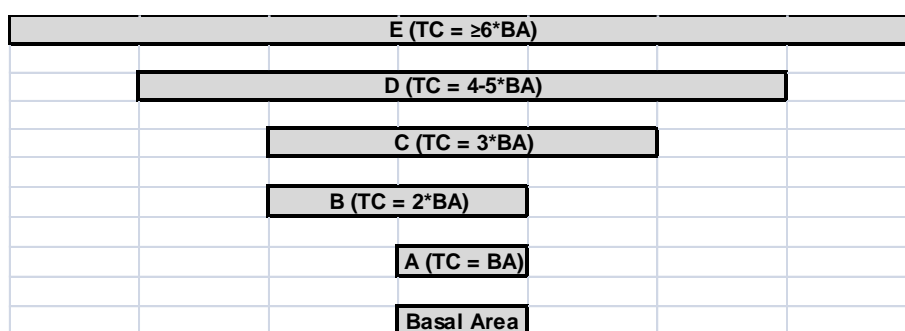 E (TC = ≥6*BA)
D (TC = 4-5*BA)
C (TC = 3*BA)
B (TC = 2*BA)
A (TC = BA)
Basal Area